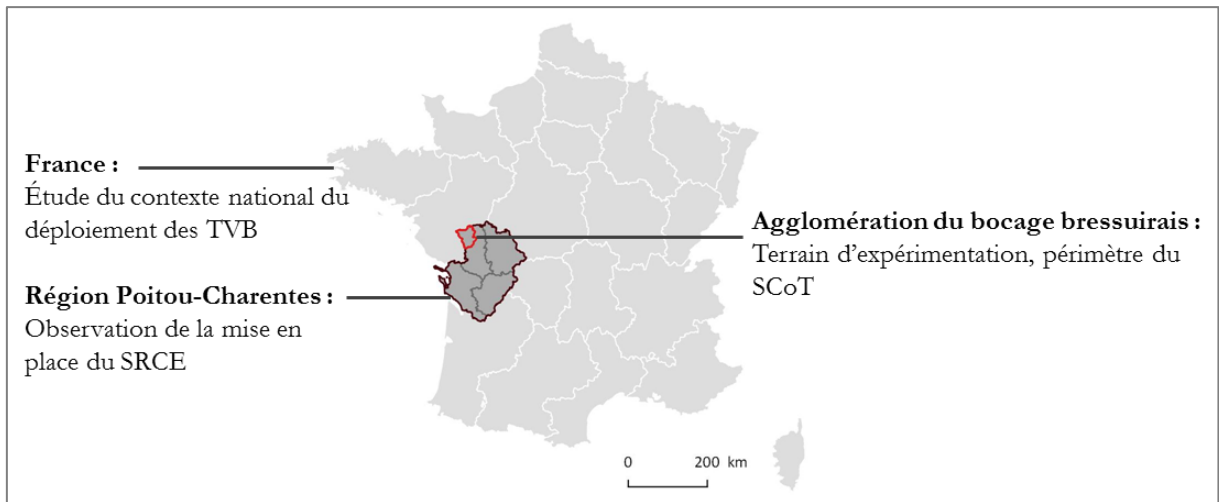 France :
Étude du contexte national du
déploiement des TVB
Région Poitou-Charentes :
Observation de la mise en
place du SRCE
Agglomération du bocage bressuirais :
Terrain d’expérimentation, périmètre du
SCoT
0 200 km